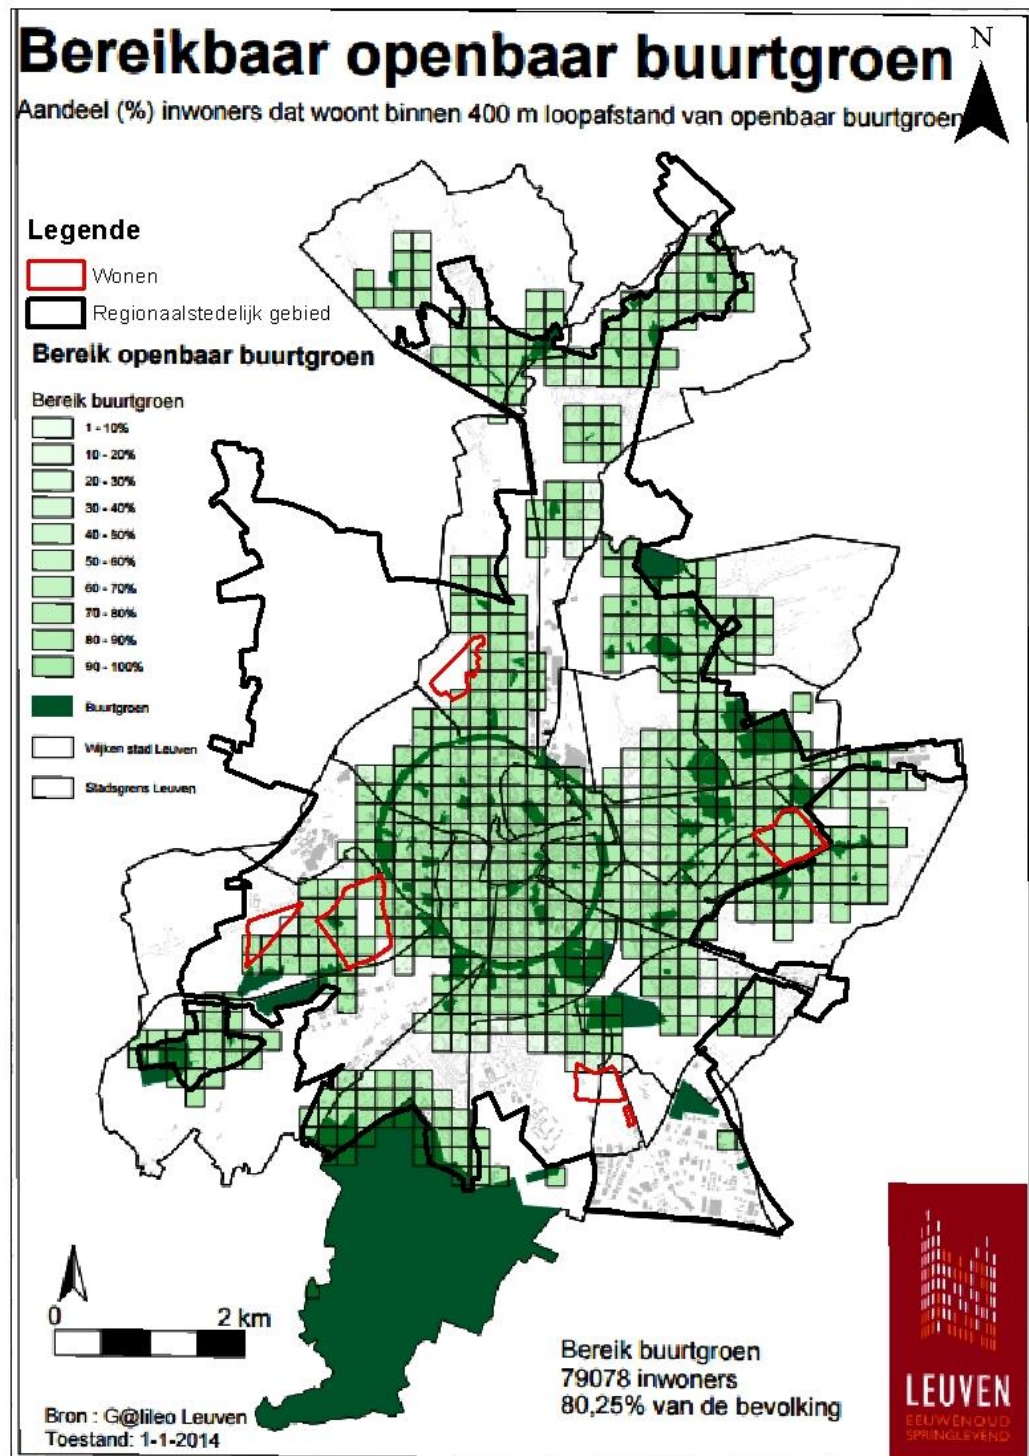 Bereikbaar openbaar buurtgroen
N
Aandeel (%) inwoners dat woont binnen 400 m loopafstand van openbaar buurtgroen
Legende
Wonen
Regionaalstedelijk gebied
Bereik openbaar buurtgroen
Bereik buurtgroen
1 - 10%
10 - 20%
20 - 30%
30 - 40%
40 - 50%
50 - 60%
60 - 70%
70 - 80%
80 - 90%
90 - 100%
Buurtgroen
Wijken stad Leuven
Stadsgrens Leuven
0 2 km
Bereik buurtgroen
79078 inwoners
80,25% van de bevolking
Bron : G@lileo Leuven
Toestand: 1-1-2014
LEUVEN
EEUWENOUD
SPRINGLEVEND